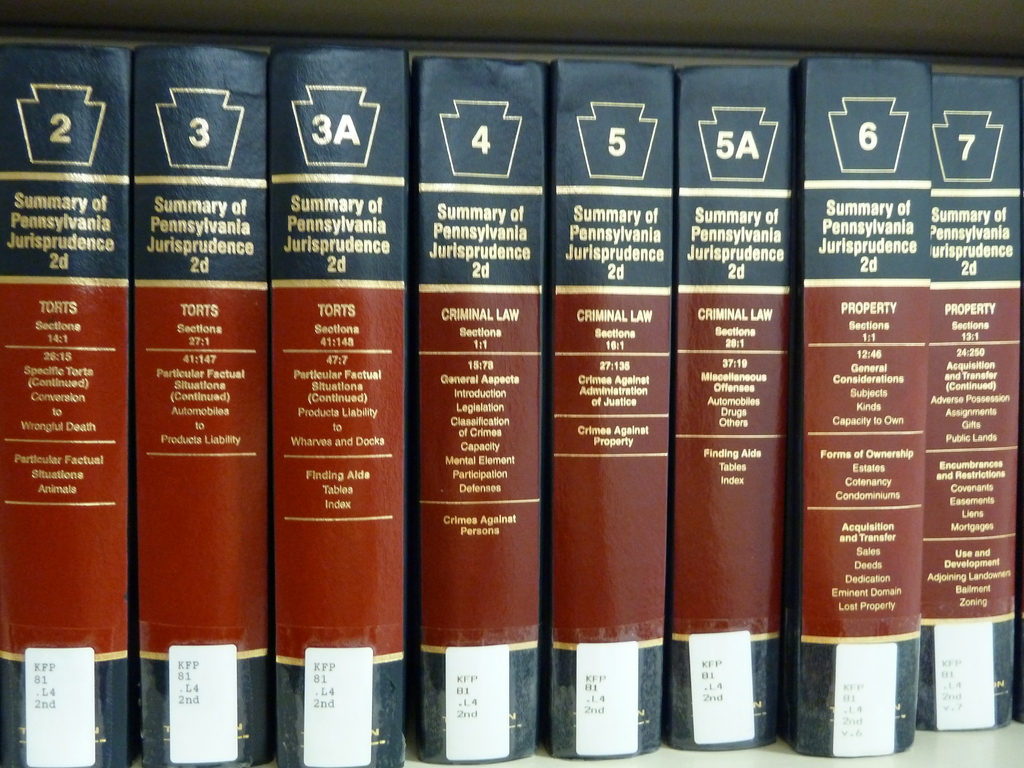 2
Summary of
Pennsylvania
Jurisprudence
2d
TORTS
Sections
14:1
26:15
Specific Torts
(Continued)
Conversion
to
Wrongful Death
Particular Factual
Situations
Animals
KFP
81
.L4
2nd
3
Summary of
Pennsylvania
Jurisprudence
2d
TORTS
Sections
27:1
41:147
Particular Factual
Situations
(Continued)
Automobiles
to
Products Liability
KFP
81
.L4
2nd
3A
Summary of
Pennsylvania
Jurisprudence
2d
TORTS
Sections
41:148
47:7
Particular Factual
Situations
(Continued)
Products Liability
to
Wharves and Docks
Finding Aids
Tables
Index
KFP
81
.L4
2nd
4
Summary of
Pennsylvania
Jurisprudence
2d
CRIMINAL LAW
Sections
1:1
15:78
General Aspects
Introduction
Legislation
Classification
of Crimes
Capacity
Mental Element
Participation
Defenses
Crimes Against
Persons
KFP
81
.L4
2nd
5
Summary of
Pennsylvania
Jurisprudence
2d
CRIMINAL LAW
Sections
16:1
27:135
Crimes Against
Administration
of Justice
Crimes Against
Property
KFP
81
.L4
2nd
5A
Summary of
Pennsylvania
Jurisprudence
2d
CRIMINAL LAW
Sections
28:1
37:19
Miscellaneous
Offenses
Automobiles
Drugs
Others
Finding Aids
Tables
Index
KFP
81
.L4
2nd
6
Summary of
Pennsylvania
Jurisprudence
2d
PROPERTY
Sections
1:1
12:46
General
Considerations
Subjects
Kinds
Capacity to Own
Forms of Ownership
Estates
Cotenancy
Condominiums
Acquisition
and Transfer
Sales
Deeds
Dedication
Eminent Domain
Lost Property
KFP
81
.L4
2nd
v.6
7
Summary of
Pennsylvania
Jurisprudence
2d
PROPERTY
Sections
13:1
24:250
Acquisition
and Transfer
(Continued)
Adverse Possession
Assignments
Gifts
Public Lands
Encumbrances
and Restrictions
Covenants
Easements
Liens
Mortgages
Use and
Development
Adjoining Landowners
Bailment
Zoning
KFP
81
.L4
2nd
v.7